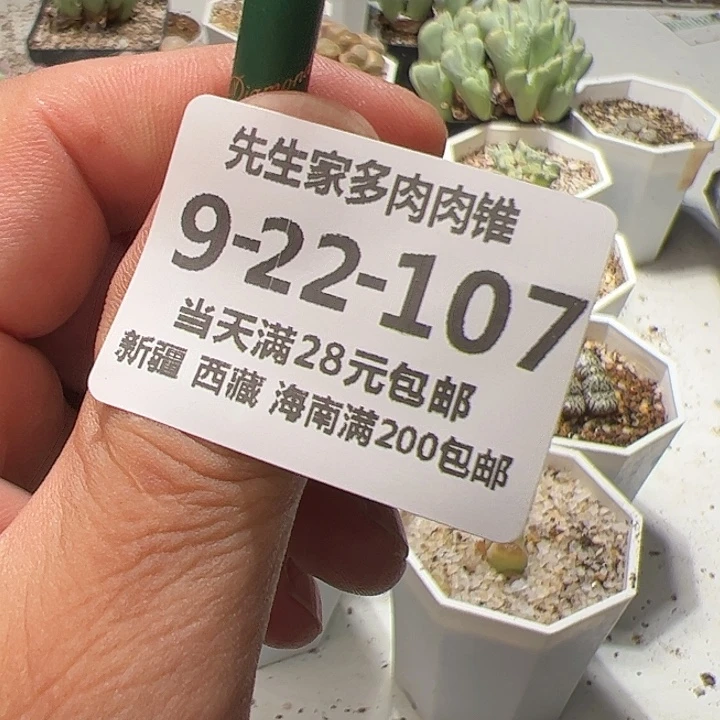 Diamond
先生家多肉肉锥
9-22-107
当天满28元包邮
新疆 西藏 海南满200包邮